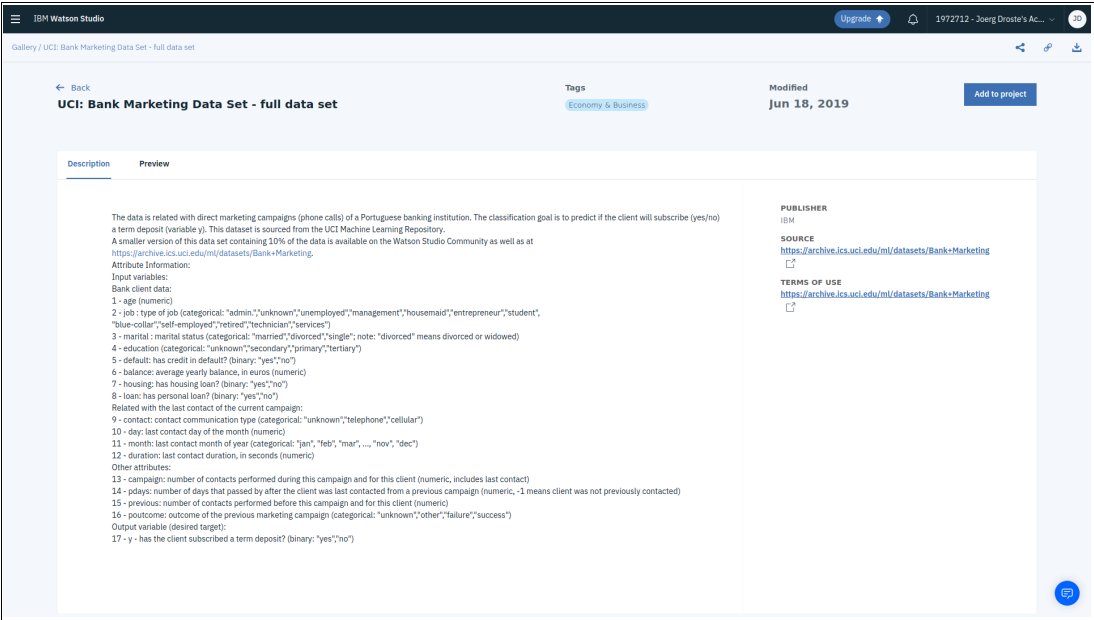 IBM Watson Studio
Upgrade
1972712 - Joerg Droste's Ac...
JD
Gallery / UCI: Bank Marketing Data Set - full data set
Back
UCI: Bank Marketing Data Set - full data set
Tags
Economy & Business
Modified
Jun 18, 2019
Add to project
Description
Preview
The data is related with direct marketing campaigns (phone calls) of a Portuguese banking institution. The classification goal is to predict if the client will subscribe (yes/no)
a term deposit (variable y). This dataset is sourced from the UCI Machine Learning Repository.
A smaller version of this data set containing 10% of the data is available on the Watson Studio Community as well as at
https://archive.ics.uci.edu/ml/datasets/Bank+Marketing.
Attribute Information:
Input variables:
Bank client data:
1 - age (numeric)
2 - job : type of job (categorical: "admin.","unknown","unemployed","management","housemaid","entrepreneur","student",
"blue-collar","self-employed","retired","technician","services")
3 - marital : marital status (categorical: "married","divorced","single"; note: "divorced" means divorced or widowed)
4 - education (categorical: "unknown","secondary","primary","tertiary")
5 - default: has credit in default? (binary: "yes","no")
6 - balance: average yearly balance, in euros (numeric)
7 - housing: has housing loan? (binary: "yes","no")
8 - loan: has personal loan? (binary: "yes","no")
Related with the last contact of the current campaign:
9 - contact: contact communication type (categorical: "unknown","telephone","cellular")
10 - day: last contact day of the month (numeric)
11 - month: last contact month of year (categorical: "jan", "feb", "mar", ..., "nov", "dec")
12 - duration: last contact duration, in seconds (numeric)
Other attributes:
13 - campaign: number of contacts performed during this campaign and for this client (numeric, includes last contact)
14 - pdays: number of days that passed by after the client was last contacted from a previous campaign (numeric, -1 means client was not previously contacted)
15 - previous: number of contacts performed before this campaign and for this client (numeric)
16 - poutcome: outcome of the previous marketing campaign (categorical: "unknown","other","failure","success")
Output variable (desired target):
17 - y - has the client subscribed a term deposit? (binary: "yes","no")
PUBLISHER
IBM
SOURCE
https://archive.ics.uci.edu/ml/datasets/Bank+Marketing
TERMS OF USE
https://archive.ics.uci.edu/ml/datasets/Bank+Marketing